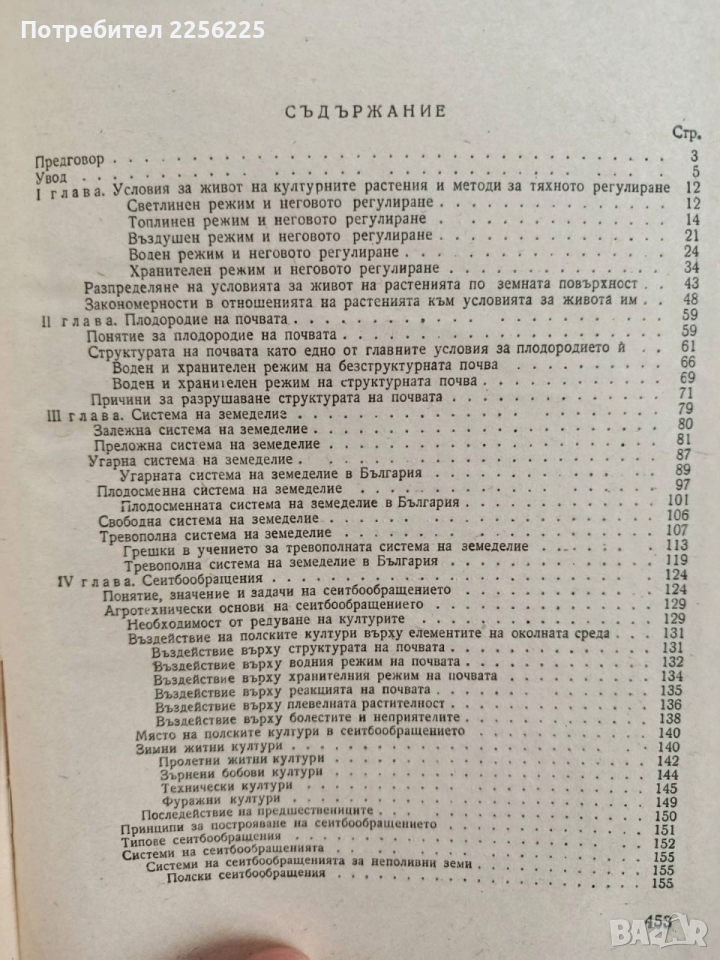 Потребител 2256225
СЪДЪРЖАНИЕ
Стр.
Предговор 3
Увод 5
I глава. Условия за живот на културните растения и методи за тяхното регулиране 12
Светлинен режим и неговото регулиране 12
Топлинен режим и неговото регулиране 14
Въздушен режим и неговото регулиране 21
Воден режим и неговото регулиране 24
Хранителен режим и неговото регулиране 34
Разпределяне на условията за живот на растенията по земната повърхност 43
Закономерности в отношенията на растенията към условията за живота им 48
II глава. Плодородие на почвата 59
Понятие за плодородие на почвата 59
Структурата на почвата като едно от главните условия за плодородието ѝ 61
Воден и хранителен режим на безструктурната почва 66
Воден и хранителен режим на структурната почва 69
Причини за разрушаване структурата на почвата 71
III глава. Система на земеделие 79
Залежна система на земеделие 80
Преложна система на земеделие 81
Угарна система на земеделие 87
Угарната система на земеделие в България 89
Плодосменна система на земеделие 97
Плодосменната система на земеделие в България 101
Свободна система на земеделие 106
Тревополна система на земеделие 107
Грешки в учението за тревополната система на земеделие 113
Тревополна система на земеделие в България 119
IV глава. Сеитбообращения 124
Понятие, значение и задачи на сеитбообращението 124
Агротехнически основи на сеитбообращението 129
Необходимост от редуване на културите 129
Въздействие на полските култури върху елементите на околната среда 131
Въздействие върху структурата на почвата 131
Въздействие върху водния режим на почвата 132
Въздействие върху хранителния режим на почвата 134
Въздействие върху реакцията на почвата 135
Въздействие върху плевелната растителност 136
Въздействие върху болестите и неприятелите 138
Място на полските култури в сеитбообращението 140
Зимни житни култури 140
Пролетни житни култури 142
Зърнени бобови култури 144
Технически култури 145
Фуражни култури 149
Последействие на предшествениците 150
Принципи за построяване на сеитбообращението 151
Типове сеитбообращения 152
Системи на сеитбообращенията 155
Системи на сеитбообращенията за неполивни земи 155
Полски сеитбообращения 155
453
BAZAR